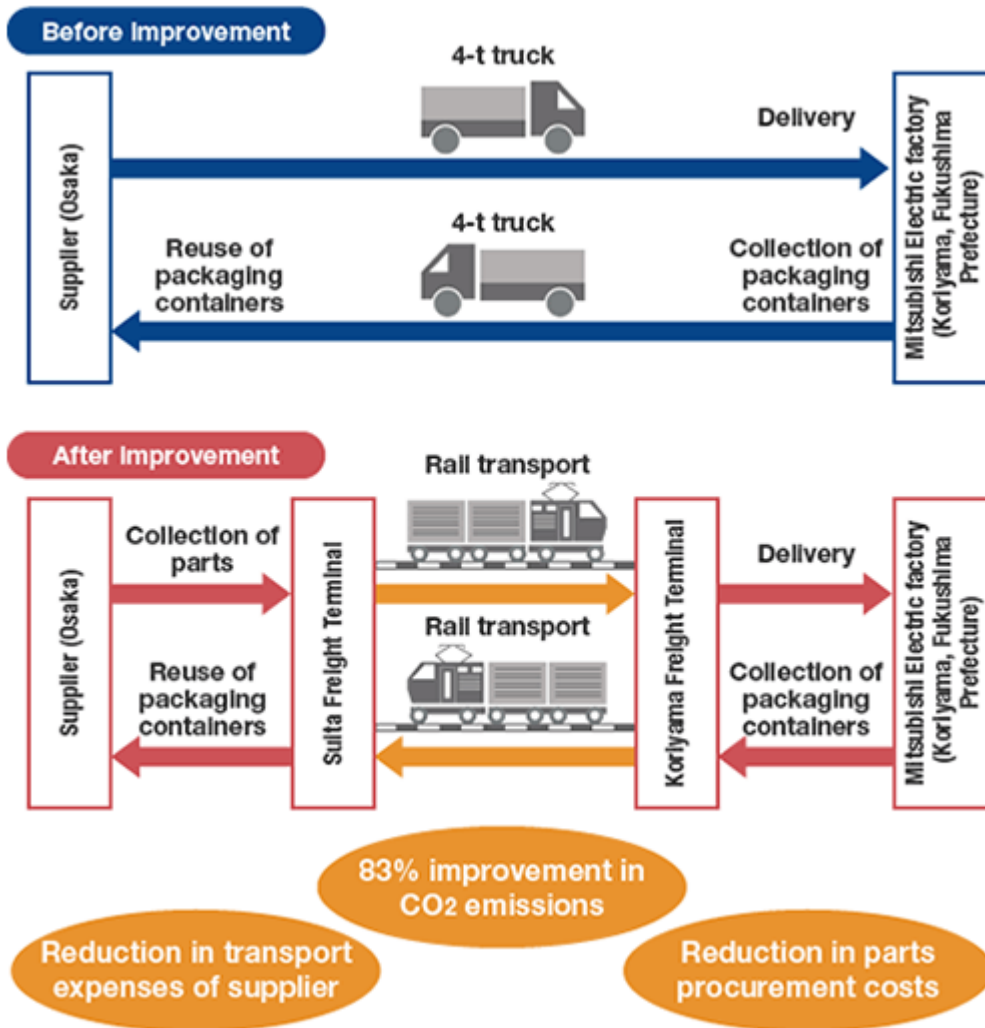 Before Improvement
4-t truck
Delivery
Supplier (Osaka)
Mitsubishi Electric factory
(Koriyama, Fukushima
Prefecture)
4-t truck
Reuse of
packaging
containers
Collection of
packaging
containers
After Improvement
Rail transport
Collection of
parts
Delivery
Supplier (Osaka)
Suita Freight Terminal
Koriyama Freight Terminal
Mitsubishi Electric factory
(Koriyama, Fukushima
Prefecture)
Rail transport
Reuse of
packaging
containers
Collection of
packaging
containers
83% improvement in
CO2 emissions
Reduction in transport
expenses of supplier
Reduction in parts
procurement costs